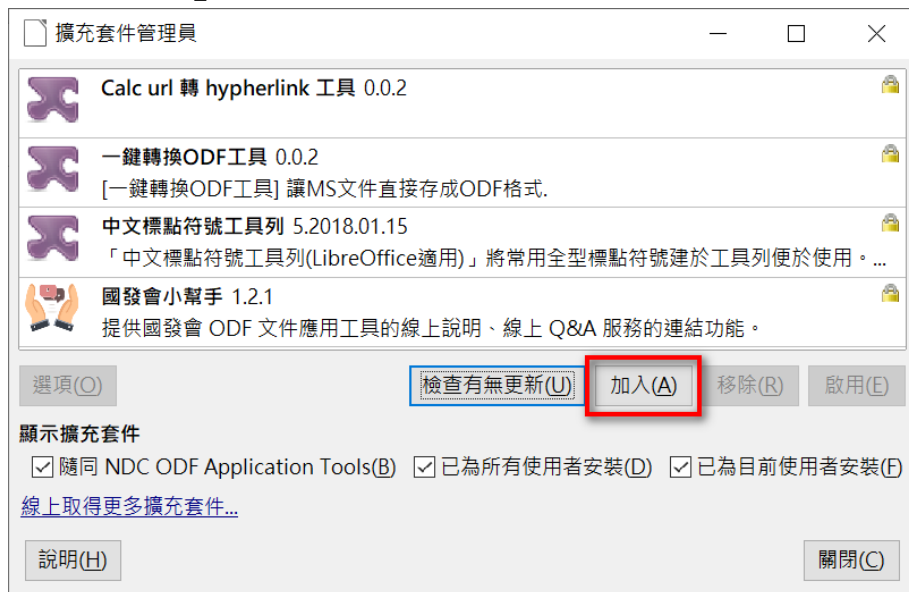 擴充套件管理員
Calc url 轉 hypherlink 工具 0.0.2
一鍵轉換ODF工具 0.0.2
[一鍵轉換ODF工具] 讓MS文件直接存成ODF格式.
中文標點符號工具列 5.2018.01.15
「中文標點符號工具列(LibreOffice適用)」將常用全型標點符號建於工具列便於使用。...
國發會小幫手 1.2.1
提供國發會 ODF 文件應用工具的線上說明、線上 Q&A 服務的連結功能。
選項(O) 檢查有無更新(U) 加入(A) 移除(R) 啟用(E)
顯示擴充套件
隨同 NDC ODF Application Tools(B) 已為所有使用者安裝(D) 已為目前使用者安裝(F)
線上取得更多擴充套件...
說明(H) 關閉(C)